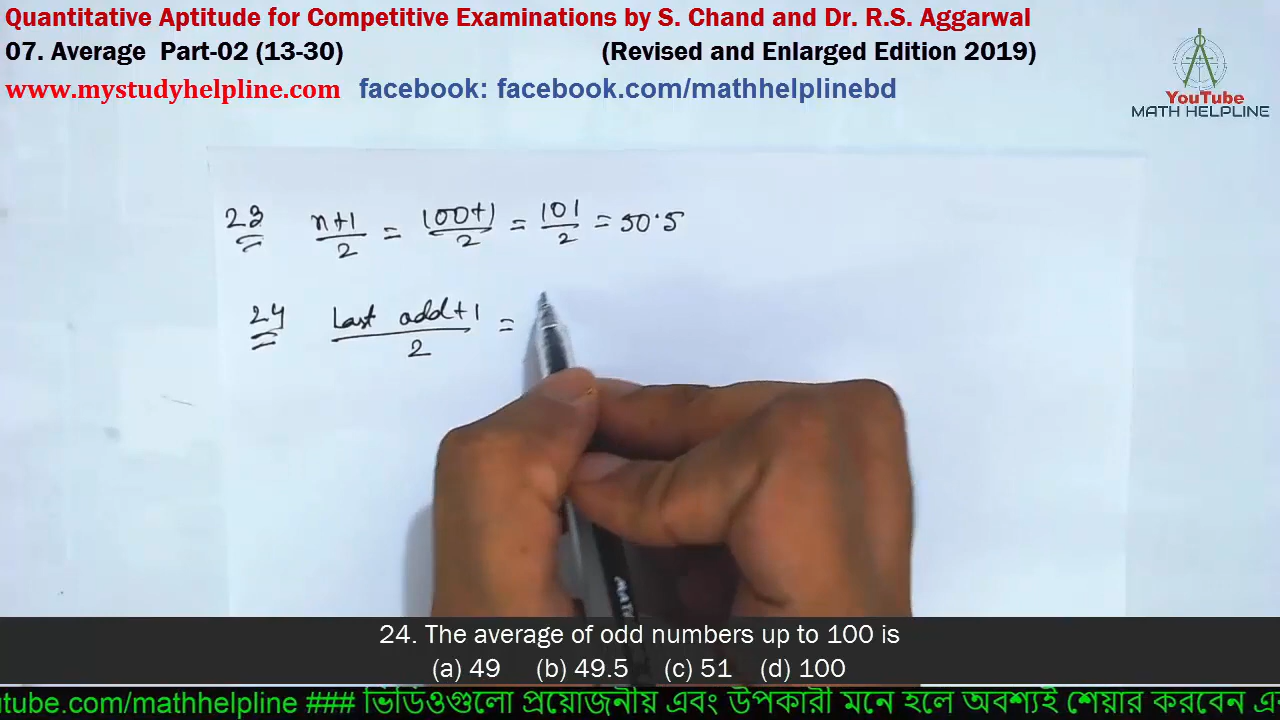 Quantitative Aptitude for Competitive Examinations by S. Chand and Dr. R.S. Aggarwal
07. Average Part-02 (13-30) (Revised and Enlarged Edition 2019)
www.mystudyhelpline.com facebook: facebook.com/mathhelplinebd
YouTube
MATH HELPLINE
23 n+1/2 = 100+1/2 = 101/2 = 50.5
24 Last odd+1/2 =
MATH
24. The average of odd numbers up to 100 is
(a) 49 (b) 49.5 (c) 51 (d) 100
utube.com/mathhelpline ### ভিডিওগুলো প্রয়োজনীয় এবং উপকারী মনে হলে অবশ্যই শেয়ার করবেন এ